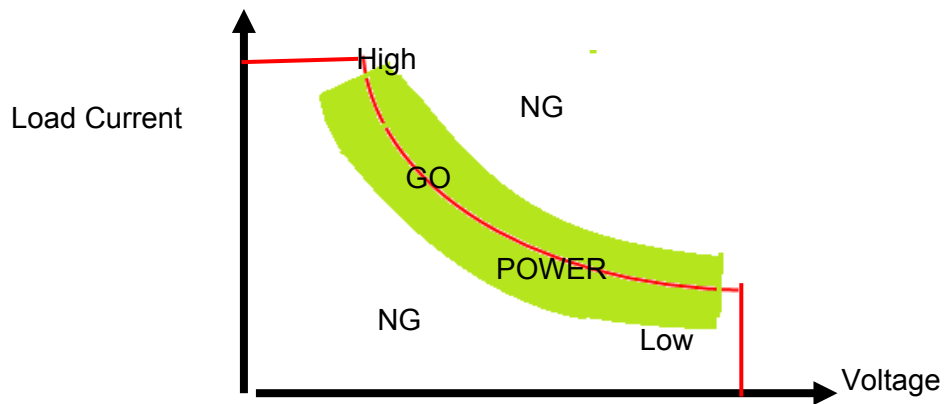 High
NG
Load Current
GO
POWER
NG
Low
Voltage